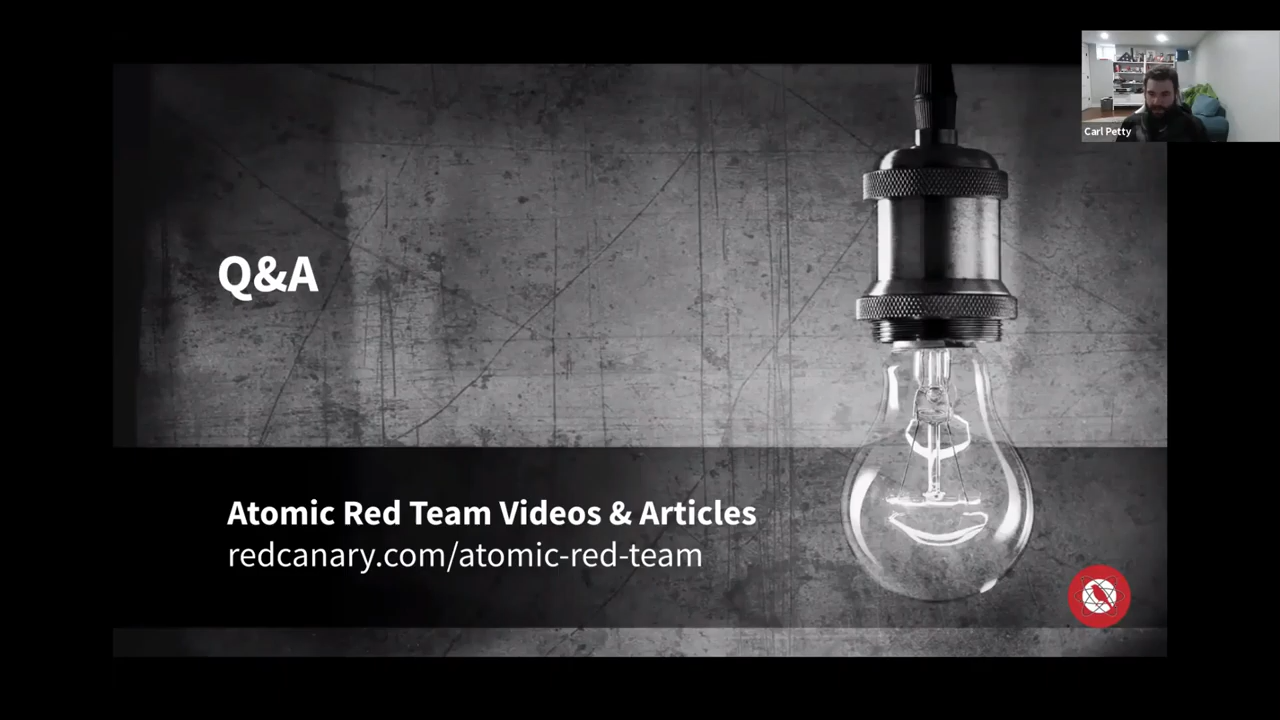 Carl Petty
Q&A
Atomic Red Team Videos & Articles
redcanary.com/atomic-red-team